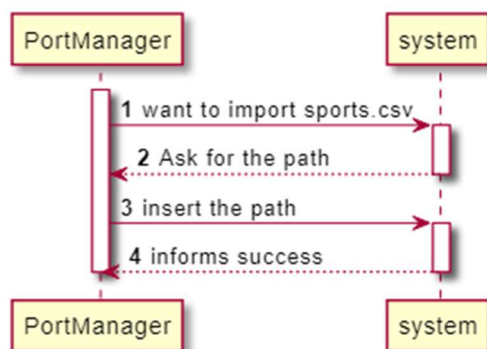 PortManager system
1 want to import sports.csv
2 Ask for the path
3 insert the path
4 informs success
PortManager system